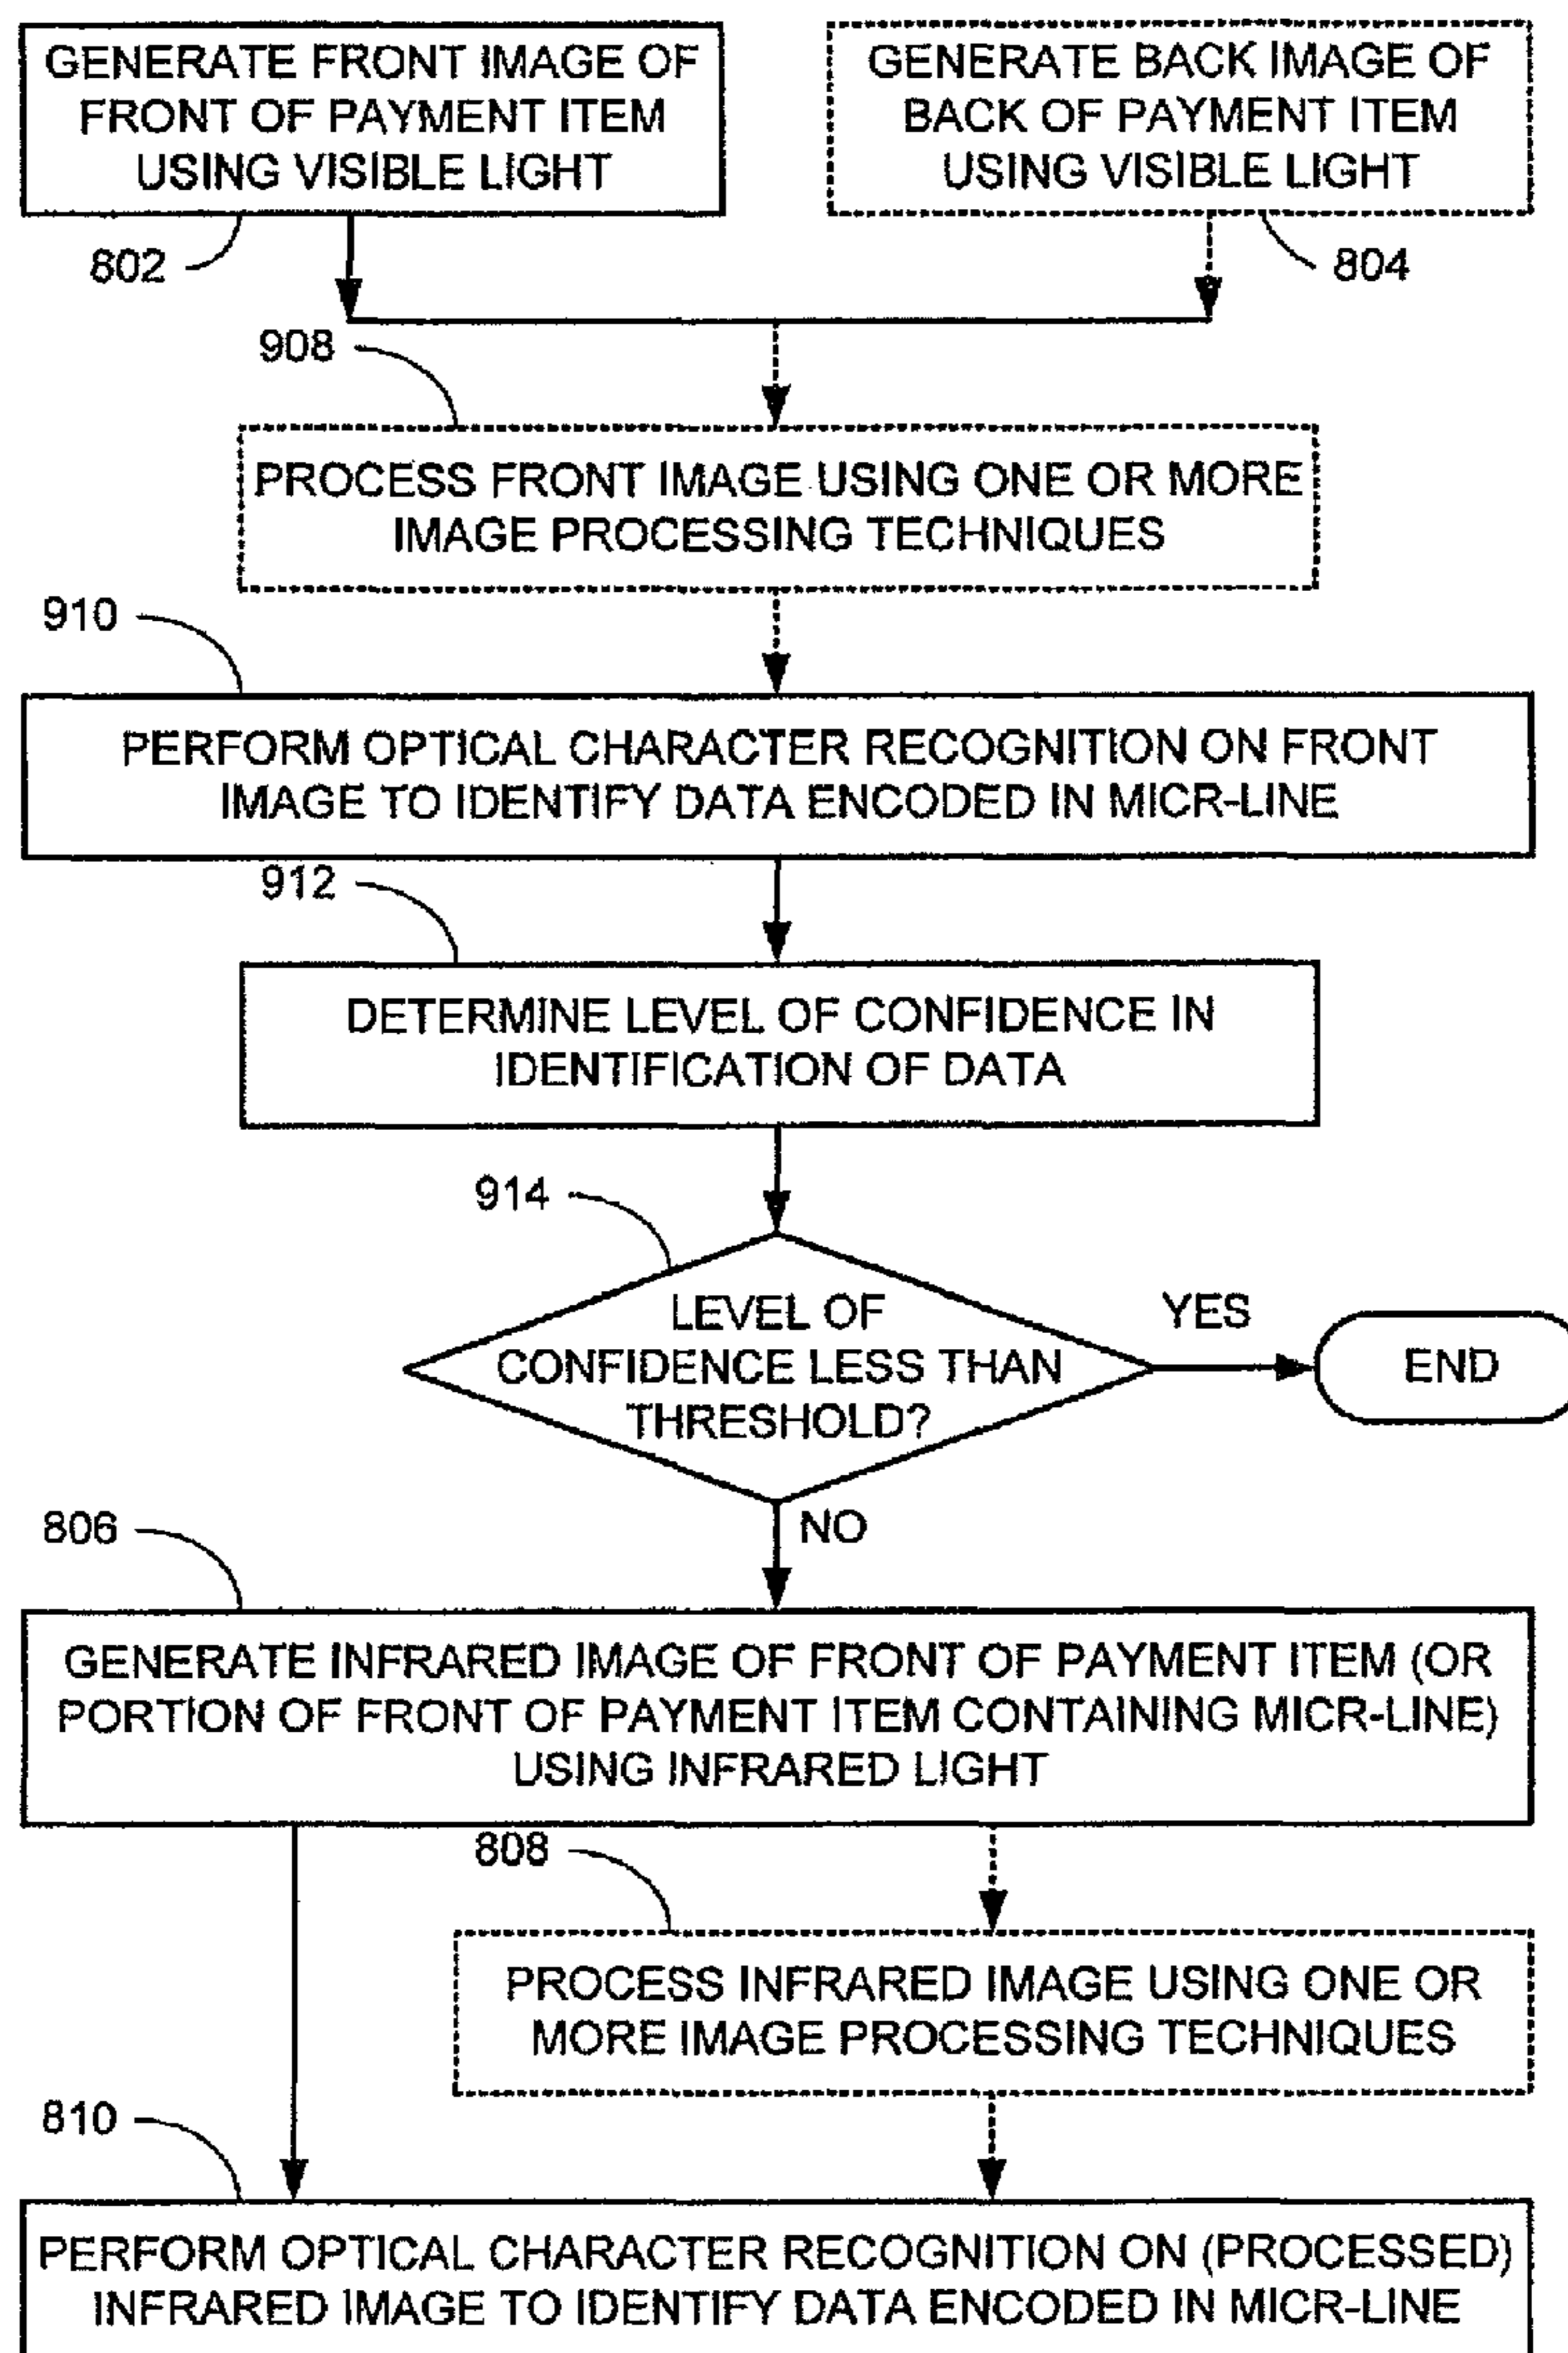 GENERATE FRONT IMAGE OF
FRONT OF PAYMENT ITEM
USING VISIBLE LIGHT
GENERATE BACK IMAGE OF
BACK OF PAYMENT ITEM
USING VISIBLE LIGHT
802
804
908
PROCESS FRONT IMAGE USING ONE OR MORE
IMAGE PROCESSING TECHNIQUES
910
PERFORM OPTICAL CHARACTER RECOGNITION ON FRONT
IMAGE TO IDENTIFY DATA ENCODED IN MICR-LINE
912
DETERMINE LEVEL OF CONFIDENCE IN
IDENTIFICATION OF DATA
914
LEVEL OF
CONFIDENCE LESS THAN
THRESHOLD?
YES
END
NO
806
GENERATE INFRARED IMAGE OF FRONT OF PAYMENT ITEM (OR
PORTION OF FRONT OF PAYMENT ITEM CONTAINING MICR-LINE)
USING INFRARED LIGHT
808
PROCESS INFRARED IMAGE USING ONE OR
MORE IMAGE PROCESSING TECHNIQUES
810
PERFORM OPTICAL CHARACTER RECOGNITION ON (PROCESSED)
INFRARED IMAGE TO IDENTIFY DATA ENCODED IN MICR-LINE